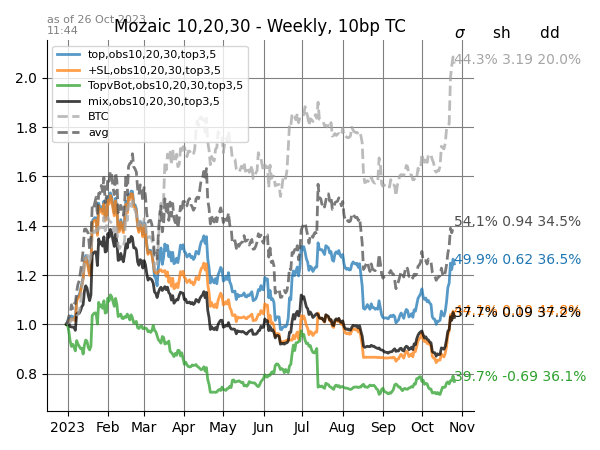 as of 26 Oct 2023
11:44
Mozaic 10,20,30 - Weekly, 10bp TC
σ sh dd
top,obs10,20,30,top3,5
+SL,obs10,20,30,top3,5
TopvBot,obs10,20,30,top3,5
mix,obs10,20,30,top3,5
BTC
avg
44.3% 3.19 20.0%
54.1% 0.94 34.5%
49.9% 0.62 36.5%
37.7% 0.09 37.2%
39.7% -0.69 36.1%
2.0
1.8
1.6
1.4
1.2
1.0
0.8
2023 Feb Mar Apr May Jun Jul Aug Sep Oct Nov